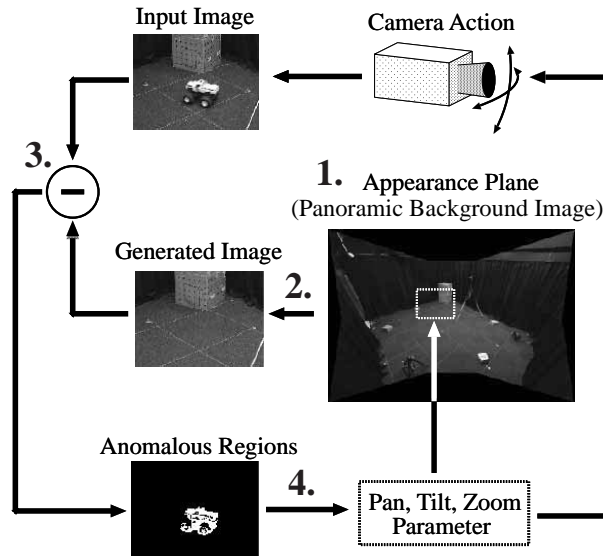 Input Image
Camera Action
3.
1.
Appearance Plane
(Panoramic Background Image)
Generated Image
2.
Anomalous Regions
4.
Pan, Tilt, Zoom
Parameter